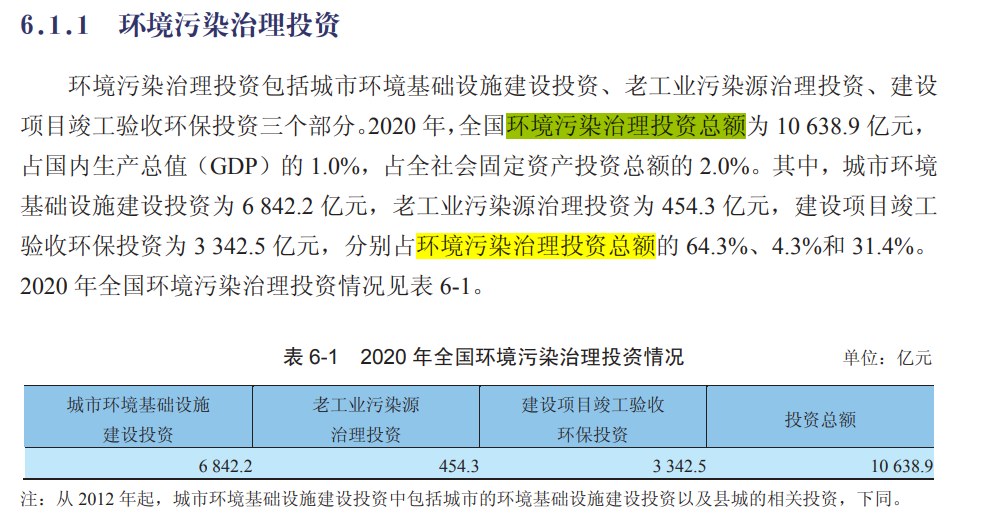 6.1.1 环境污染治理投资
环境污染治理投资包括城市环境基础设施建设投资、老工业污染源治理投资、建设
项目竣工验收环保投资三个部分。2020 年，全国环境污染治理投资总额为 10 638.9 亿元，
占国内生产总值（GDP）的 1.0%，占全社会固定资产投资总额的 2.0%。其中，城市环境
基础设施建设投资为 6 842.2 亿元，老工业污染源治理投资为 454.3 亿元，建设项目竣工
验收环保投资为 3 342.5 亿元，分别占环境污染治理投资总额的 64.3%、4.3%和 31.4%。
2020 年全国环境污染治理投资情况见表 6-1。
表 6-1 2020 年全国环境污染治理投资情况 单位：亿元
城市环境基础设施 老工业污染源 建设项目竣工验收 投资总额
建设投资 治理投资 环保投资
6 842.2 454.3 3 342.5 10 638.9
注：从 2012 年起，城市环境基础设施建设投资中包括城市的环境基础设施建设投资以及县城的相关投资，下同。